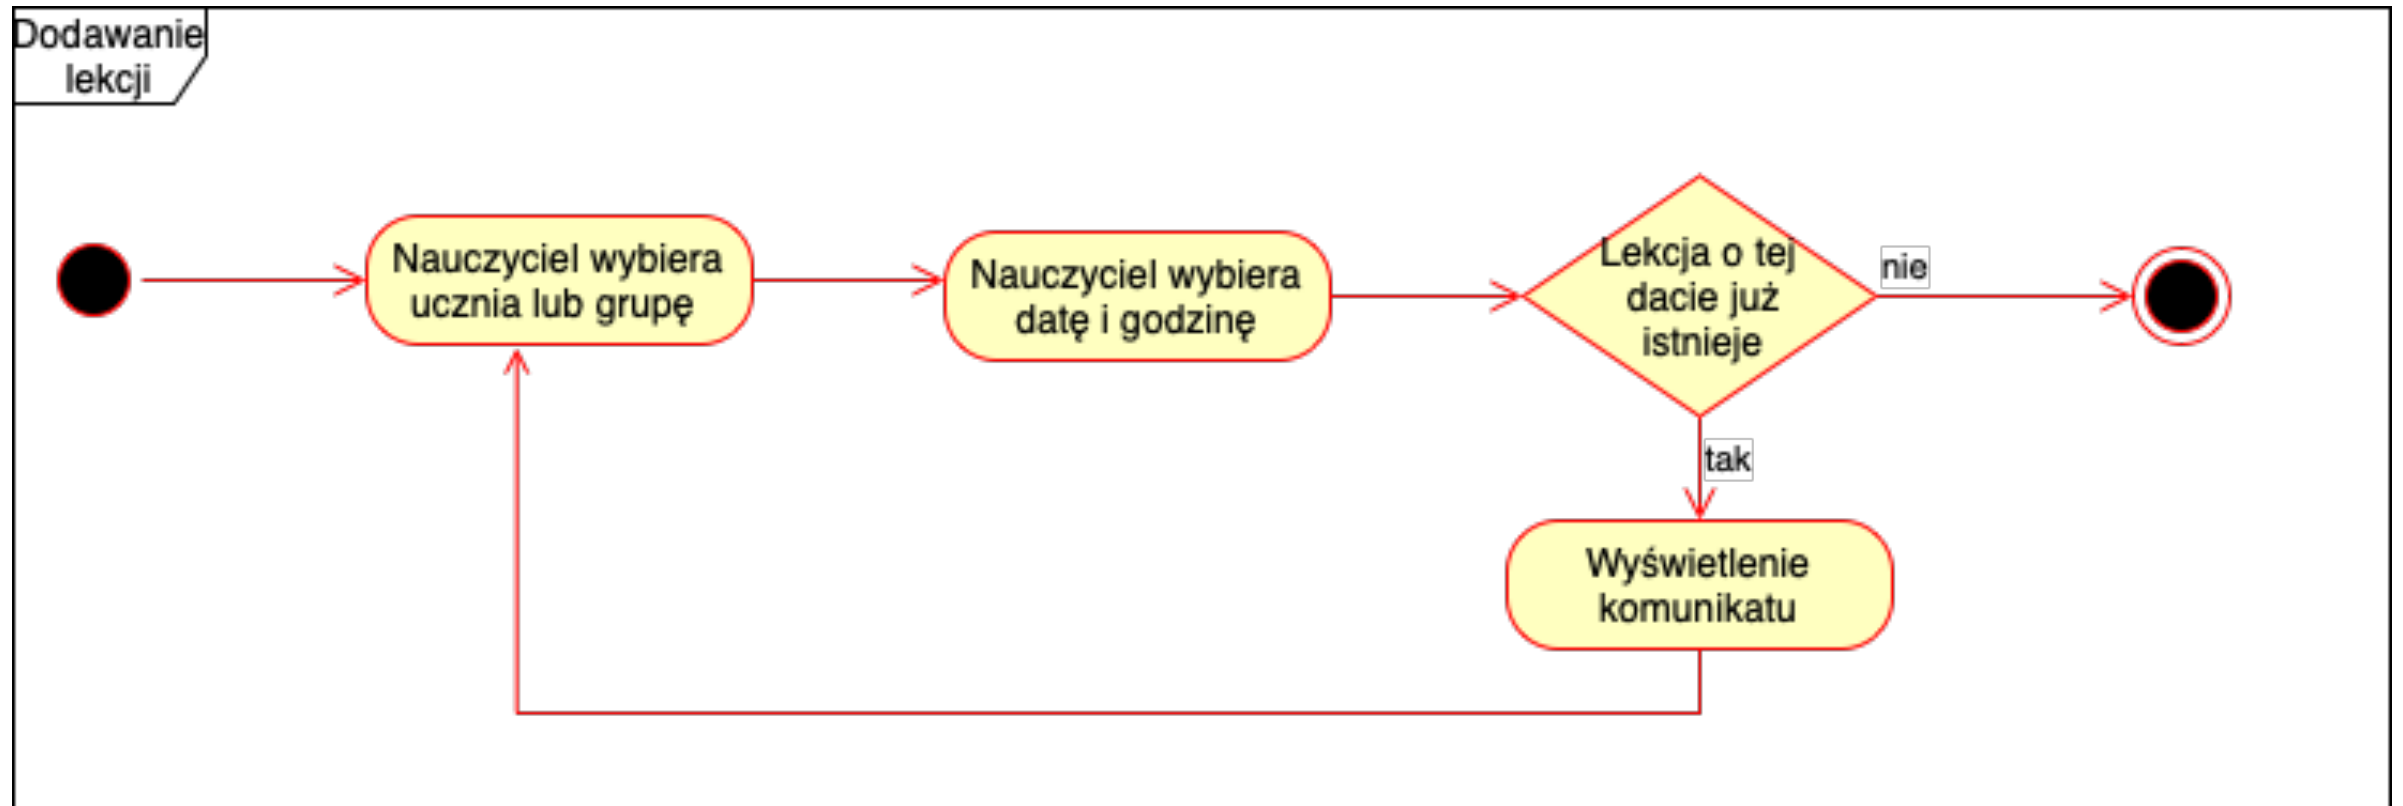 Dodawanie
lekcji
Nauczyciel wybiera
ucznia lub grupę
Nauczyciel wybiera
datę i godzinę
Lekcja o tej
dacie już
istnieje
nie
tak
Wyświetlenie
komunikatu